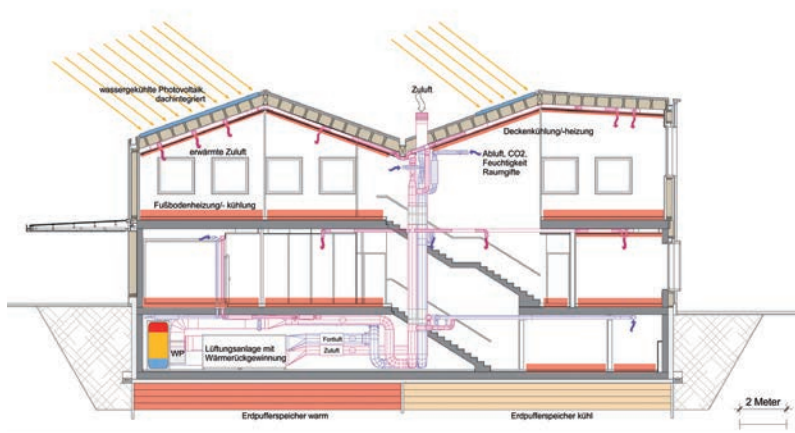 wassergekühlte Photovoltaik,
dachintegriert
Zuluft
Deckenkühlung/-heizung
erwärmte Zuluft
Abluft, CO2,
Feuchtigkeit
Raumgifte
Fußbodenheizung/- kühlung
WP
Lüftungsanlage mit
Wärmerückgewinnung
Fortluft
Zuluft
2 Meter
Erdpufferspeicher warm
Erdpufferspeicher kühl